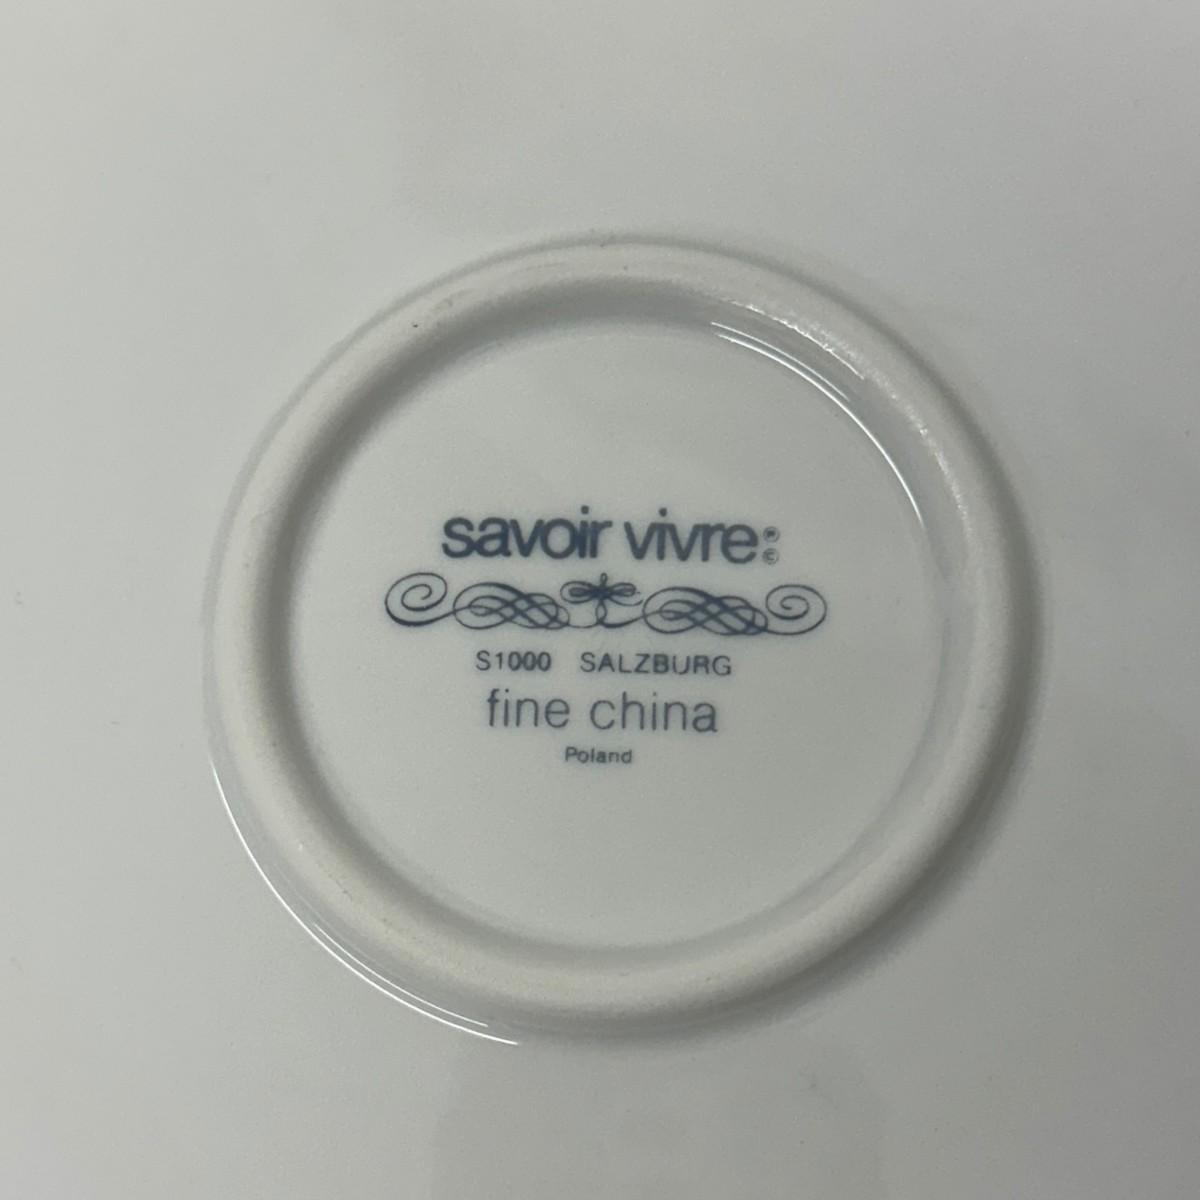 savoir vivre®©
S1000 SALZBURG
fine china
Poland